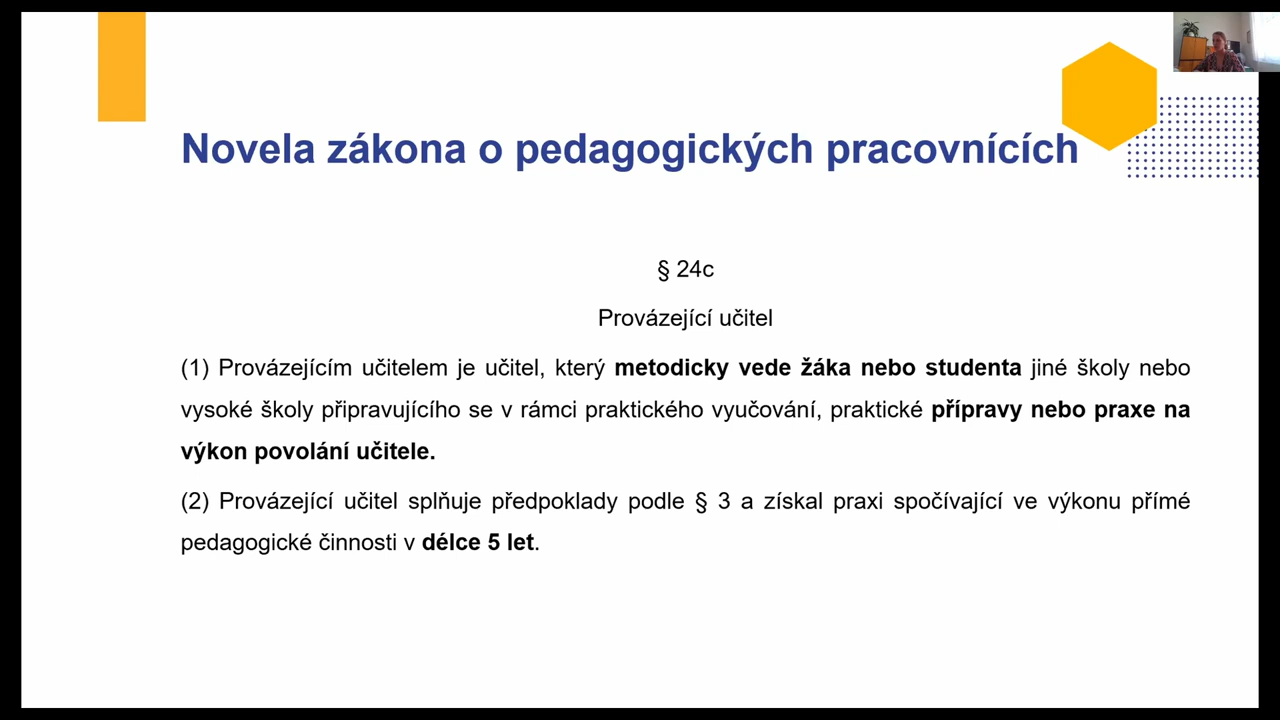 Novela zákona o pedagogických pracovnících
§ 24c
Provázející učitel
(1) Provázejícím učitelem je učitel, který metodicky vede žáka nebo studenta jiné školy nebo
vysoké školy připravujícího se v rámci praktického vyučování, praktické přípravy nebo praxe na
výkon povolání učitele.
(2) Provázející učitel splňuje předpoklady podle § 3 a získal praxi spočívající ve výkonu přímé
pedagogické činnosti v délce 5 let.